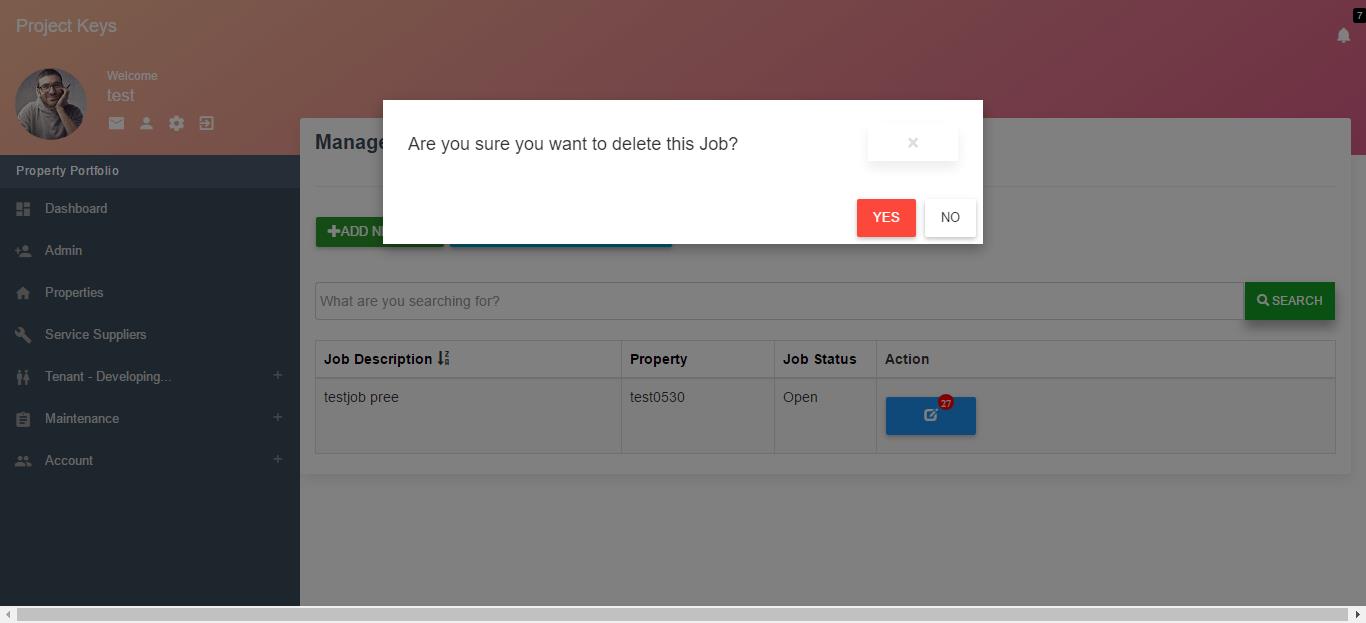 Project Keys
7
Welcome
test
Manage
Are you sure you want to delete this Job?
×
YES NO
Property Portfolio
Dashboard
Admin
Properties
Service Suppliers
Tenant - Developing... +
Maintenance +
Account +
ADD
What are you searching for?
SEARCH
Job Description Property Job Status Action
testjob pree test0530 Open 27